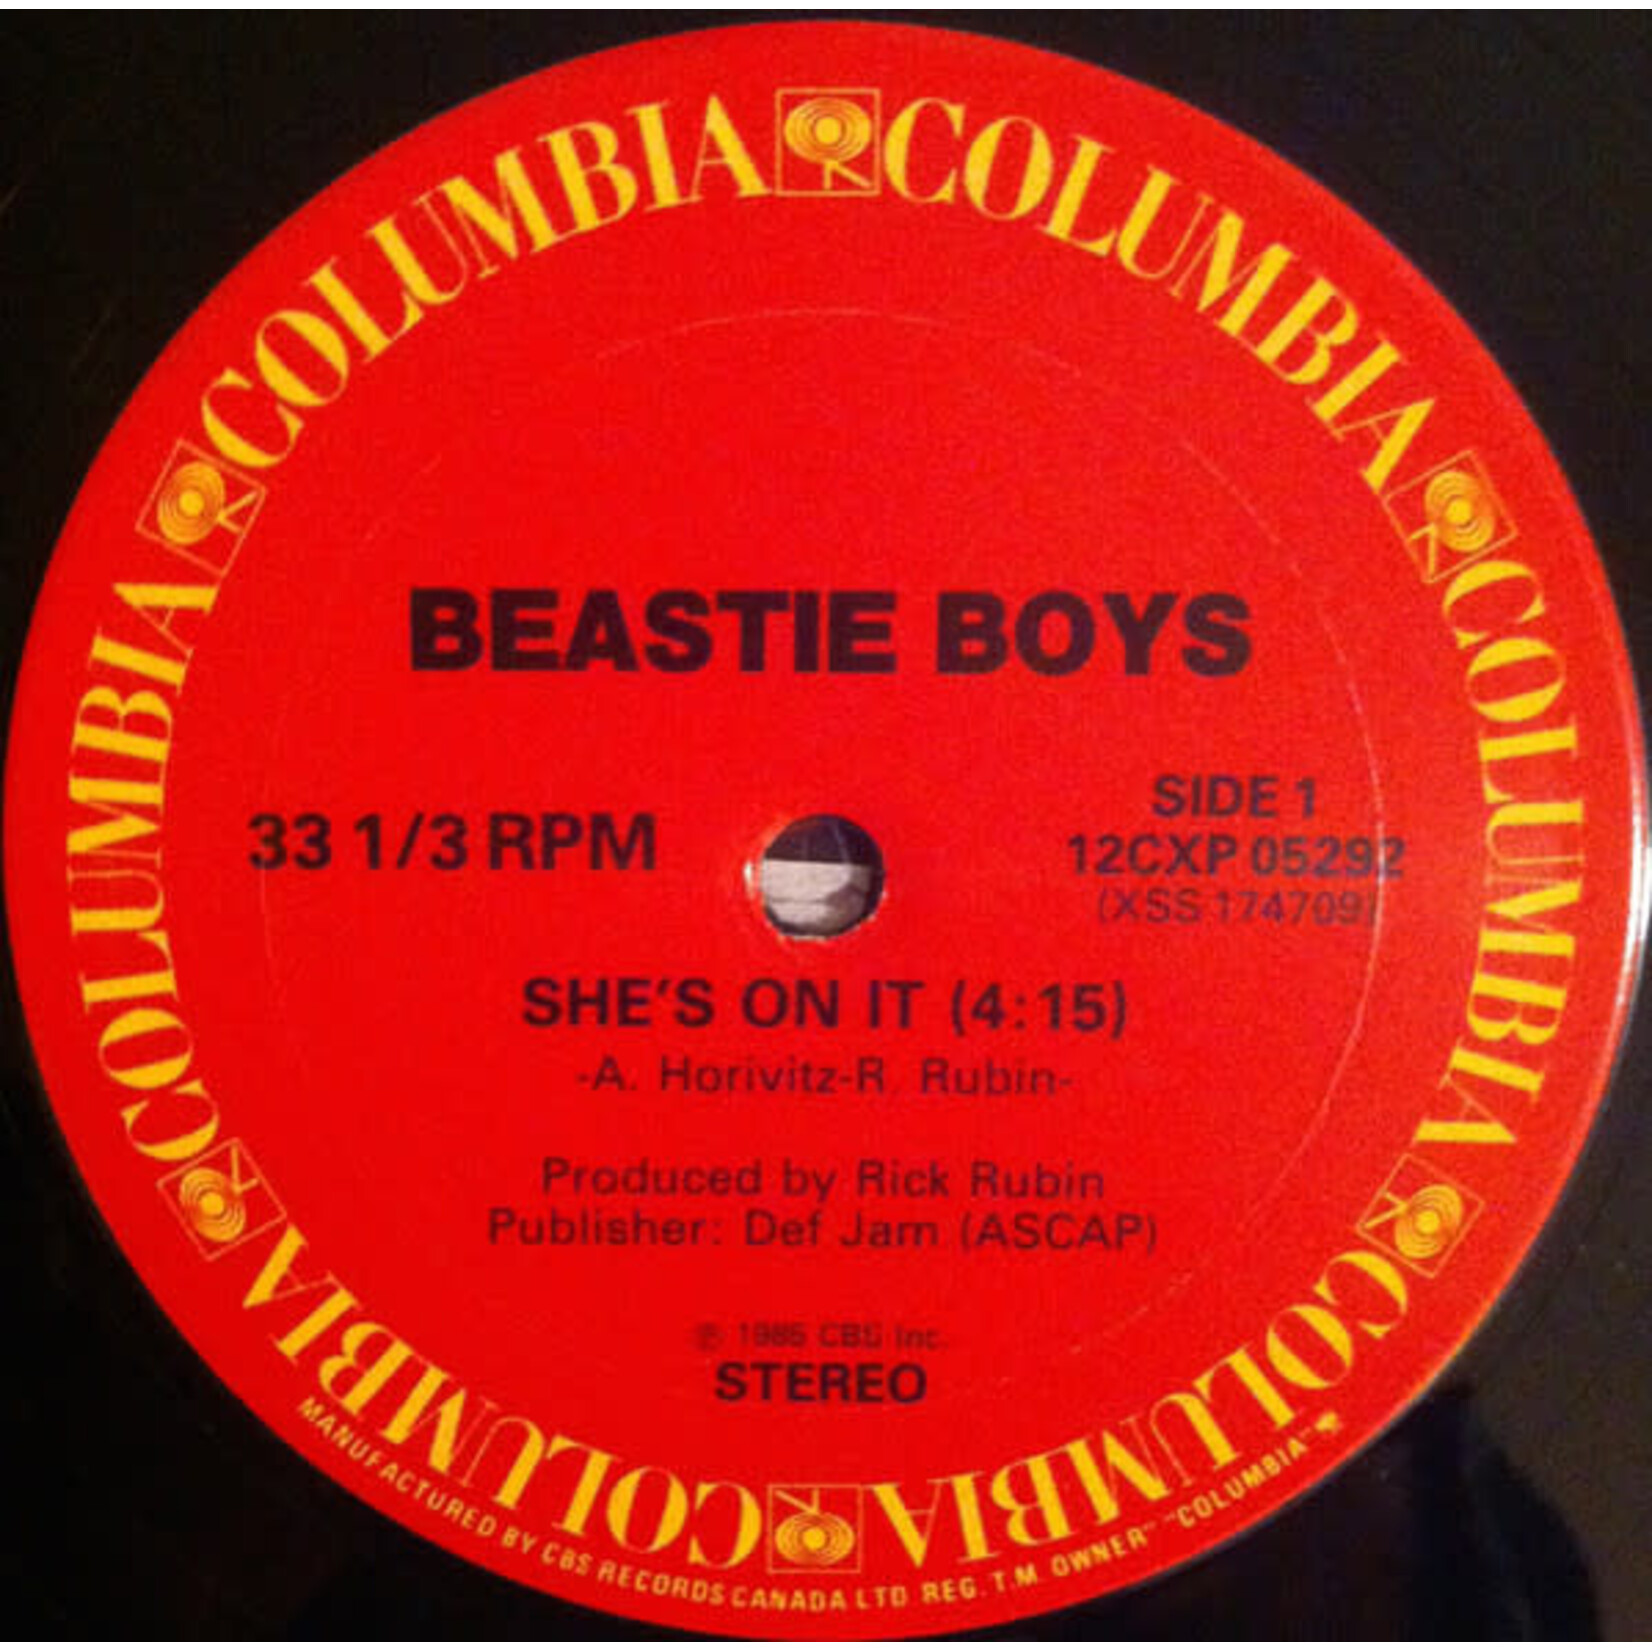 COLUMBIA COLUMBIA COLUMBIA COLUMBIA COLUMBIA COLUMBIA
BEASTIE BOYS
33 1/3 RPM
SIDE 1
12CXP 05292
(XSS 174709)
SHE'S ON IT (4:15)
-A. Horivitz-R. Rubin-
Produced by Rick Rubin
Publisher: Def Jam (ASCAP)
℗ CBS Inc.
STEREO
MANUFACTURED BY CBS RECORDS CANADA LTD. REG. T.M. OWNER" "COLUMBIA"